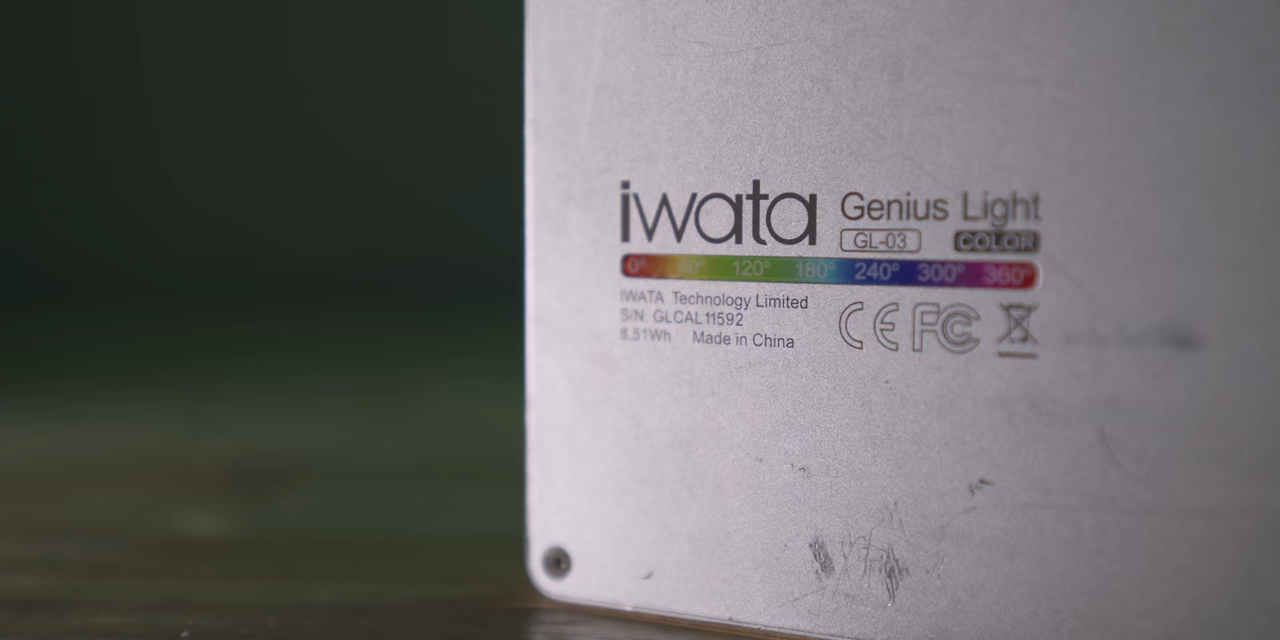 iwata Genius Light
GL-03 COLOR
0° 60° 120° 180° 240° 300° 360°
IWATA Technology Limited
S/N: GLCAL11592
8.51Wh Made in China
CE FC